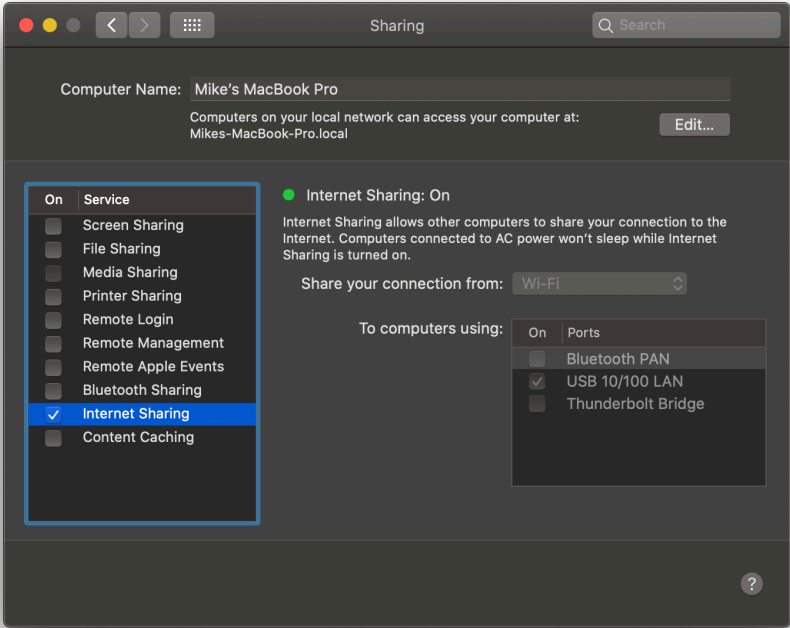 Sharing
Search
Computer Name:
Mike's MacBook Pro
Computers on your local network can access your computer at:
Mikes-MacBook-Pro.local
Edit...
On
Service
Screen Sharing
File Sharing
Media Sharing
Printer Sharing
Remote Login
Remote Management
Remote Apple Events
Bluetooth Sharing
Internet Sharing
Content Caching
Internet Sharing: On
Internet Sharing allows other computers to share your connection to the
Internet. Computers connected to AC power won't sleep while Internet
Sharing is turned on.
Share your connection from:
Wi-Fi
To computers using:
On
Ports
Bluetooth PAN
USB 10/100 LAN
Thunderbolt Bridge
?